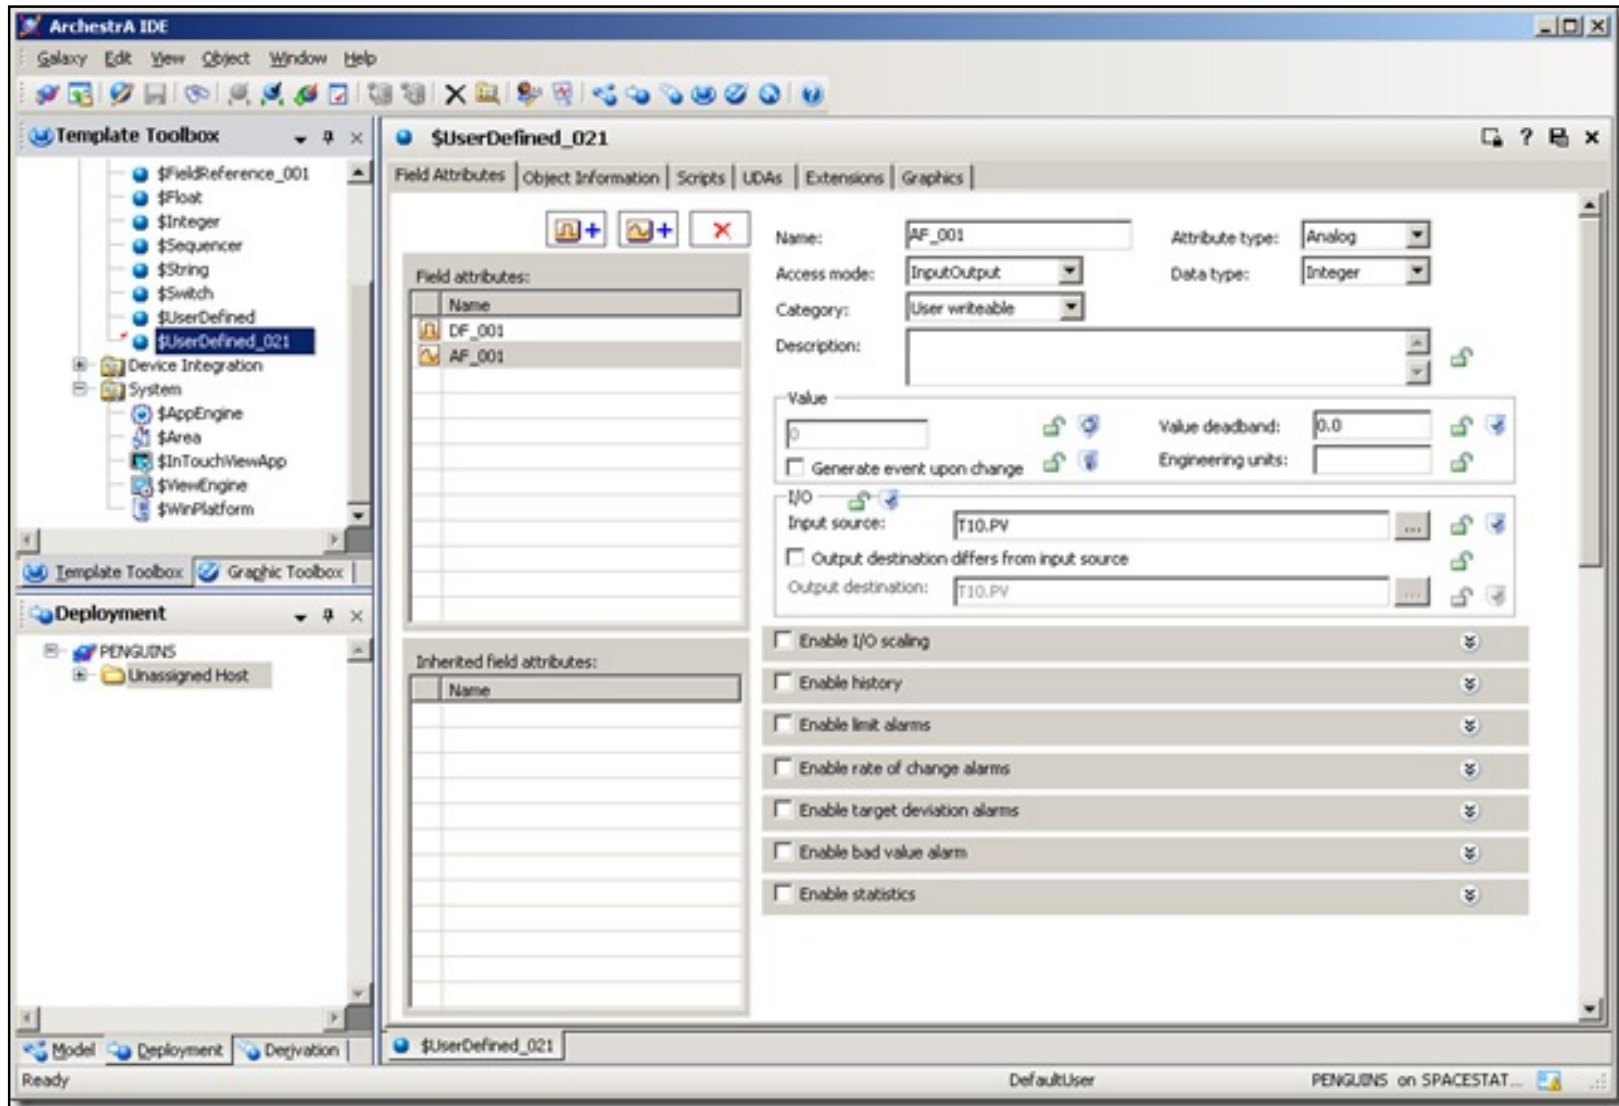 ArchestrA IDE
Galaxy Edit View Object Window Help
Template Toolbox
$FieldReference_001
$Float
$Integer
$Sequencer
$String
$Switch
$UserDefined
$UserDefined_021
Device Integration
System
$AppEngine
$Area
$InTouchViewApp
$ViewEngine
$WinPlatform
Template Toolbox Graphic Toolbox
Deployment
PENGUINS
Unassigned Host
Model Deployment Derivation
$UserDefined_021
Field Attributes Object Information Scripts UDAs Extensions Graphics
Field attributes:
Name
DF_001
AF_001
Inherited field attributes:
Name
Name: AF_001 Attribute type: Analog
Access mode: InputOutput Data type: Integer
Category: User writeable
Description:
Value
0 Value deadband: 0.0
Generate event upon change Engineering units:
I/O
Input source: T10.PV ...
Output destination differs from input source
Output destination: T10.PV ...
Enable I/O scaling
Enable history
Enable limit alarms
Enable rate of change alarms
Enable target deviation alarms
Enable bad value alarm
Enable statistics
$UserDefined_021
Ready DefaultUser PENGUINS on SPACESTAT...